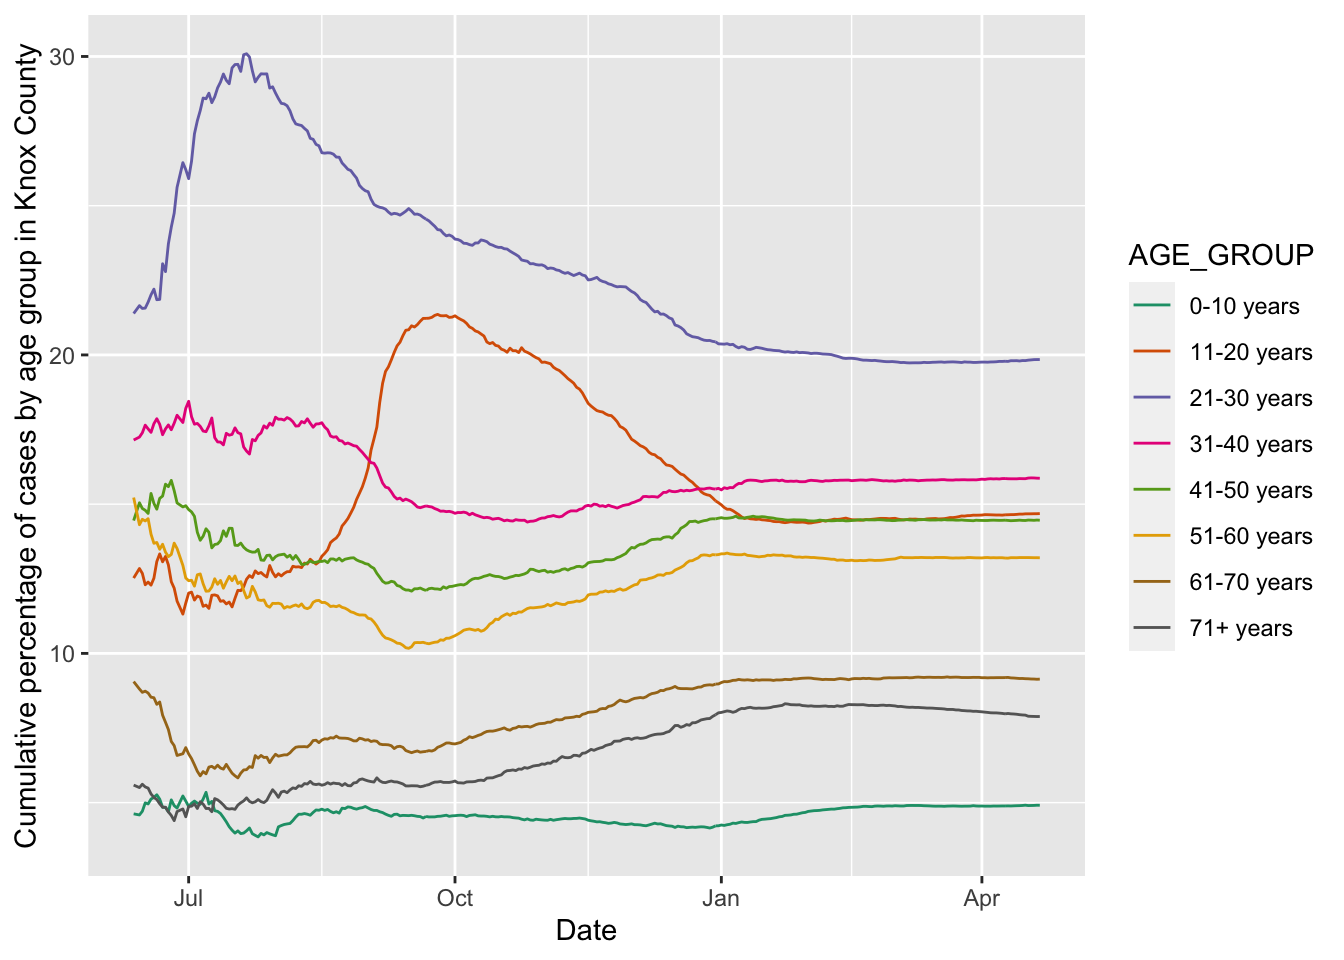 Cumulative percentage of cases by age group in Knox County
30
20
10
Jul
Oct
Jan
Apr
Date
AGE_GROUP
0-10 years
11-20 years
21-30 years
31-40 years
41-50 years
51-60 years
61-70 years
71+ years